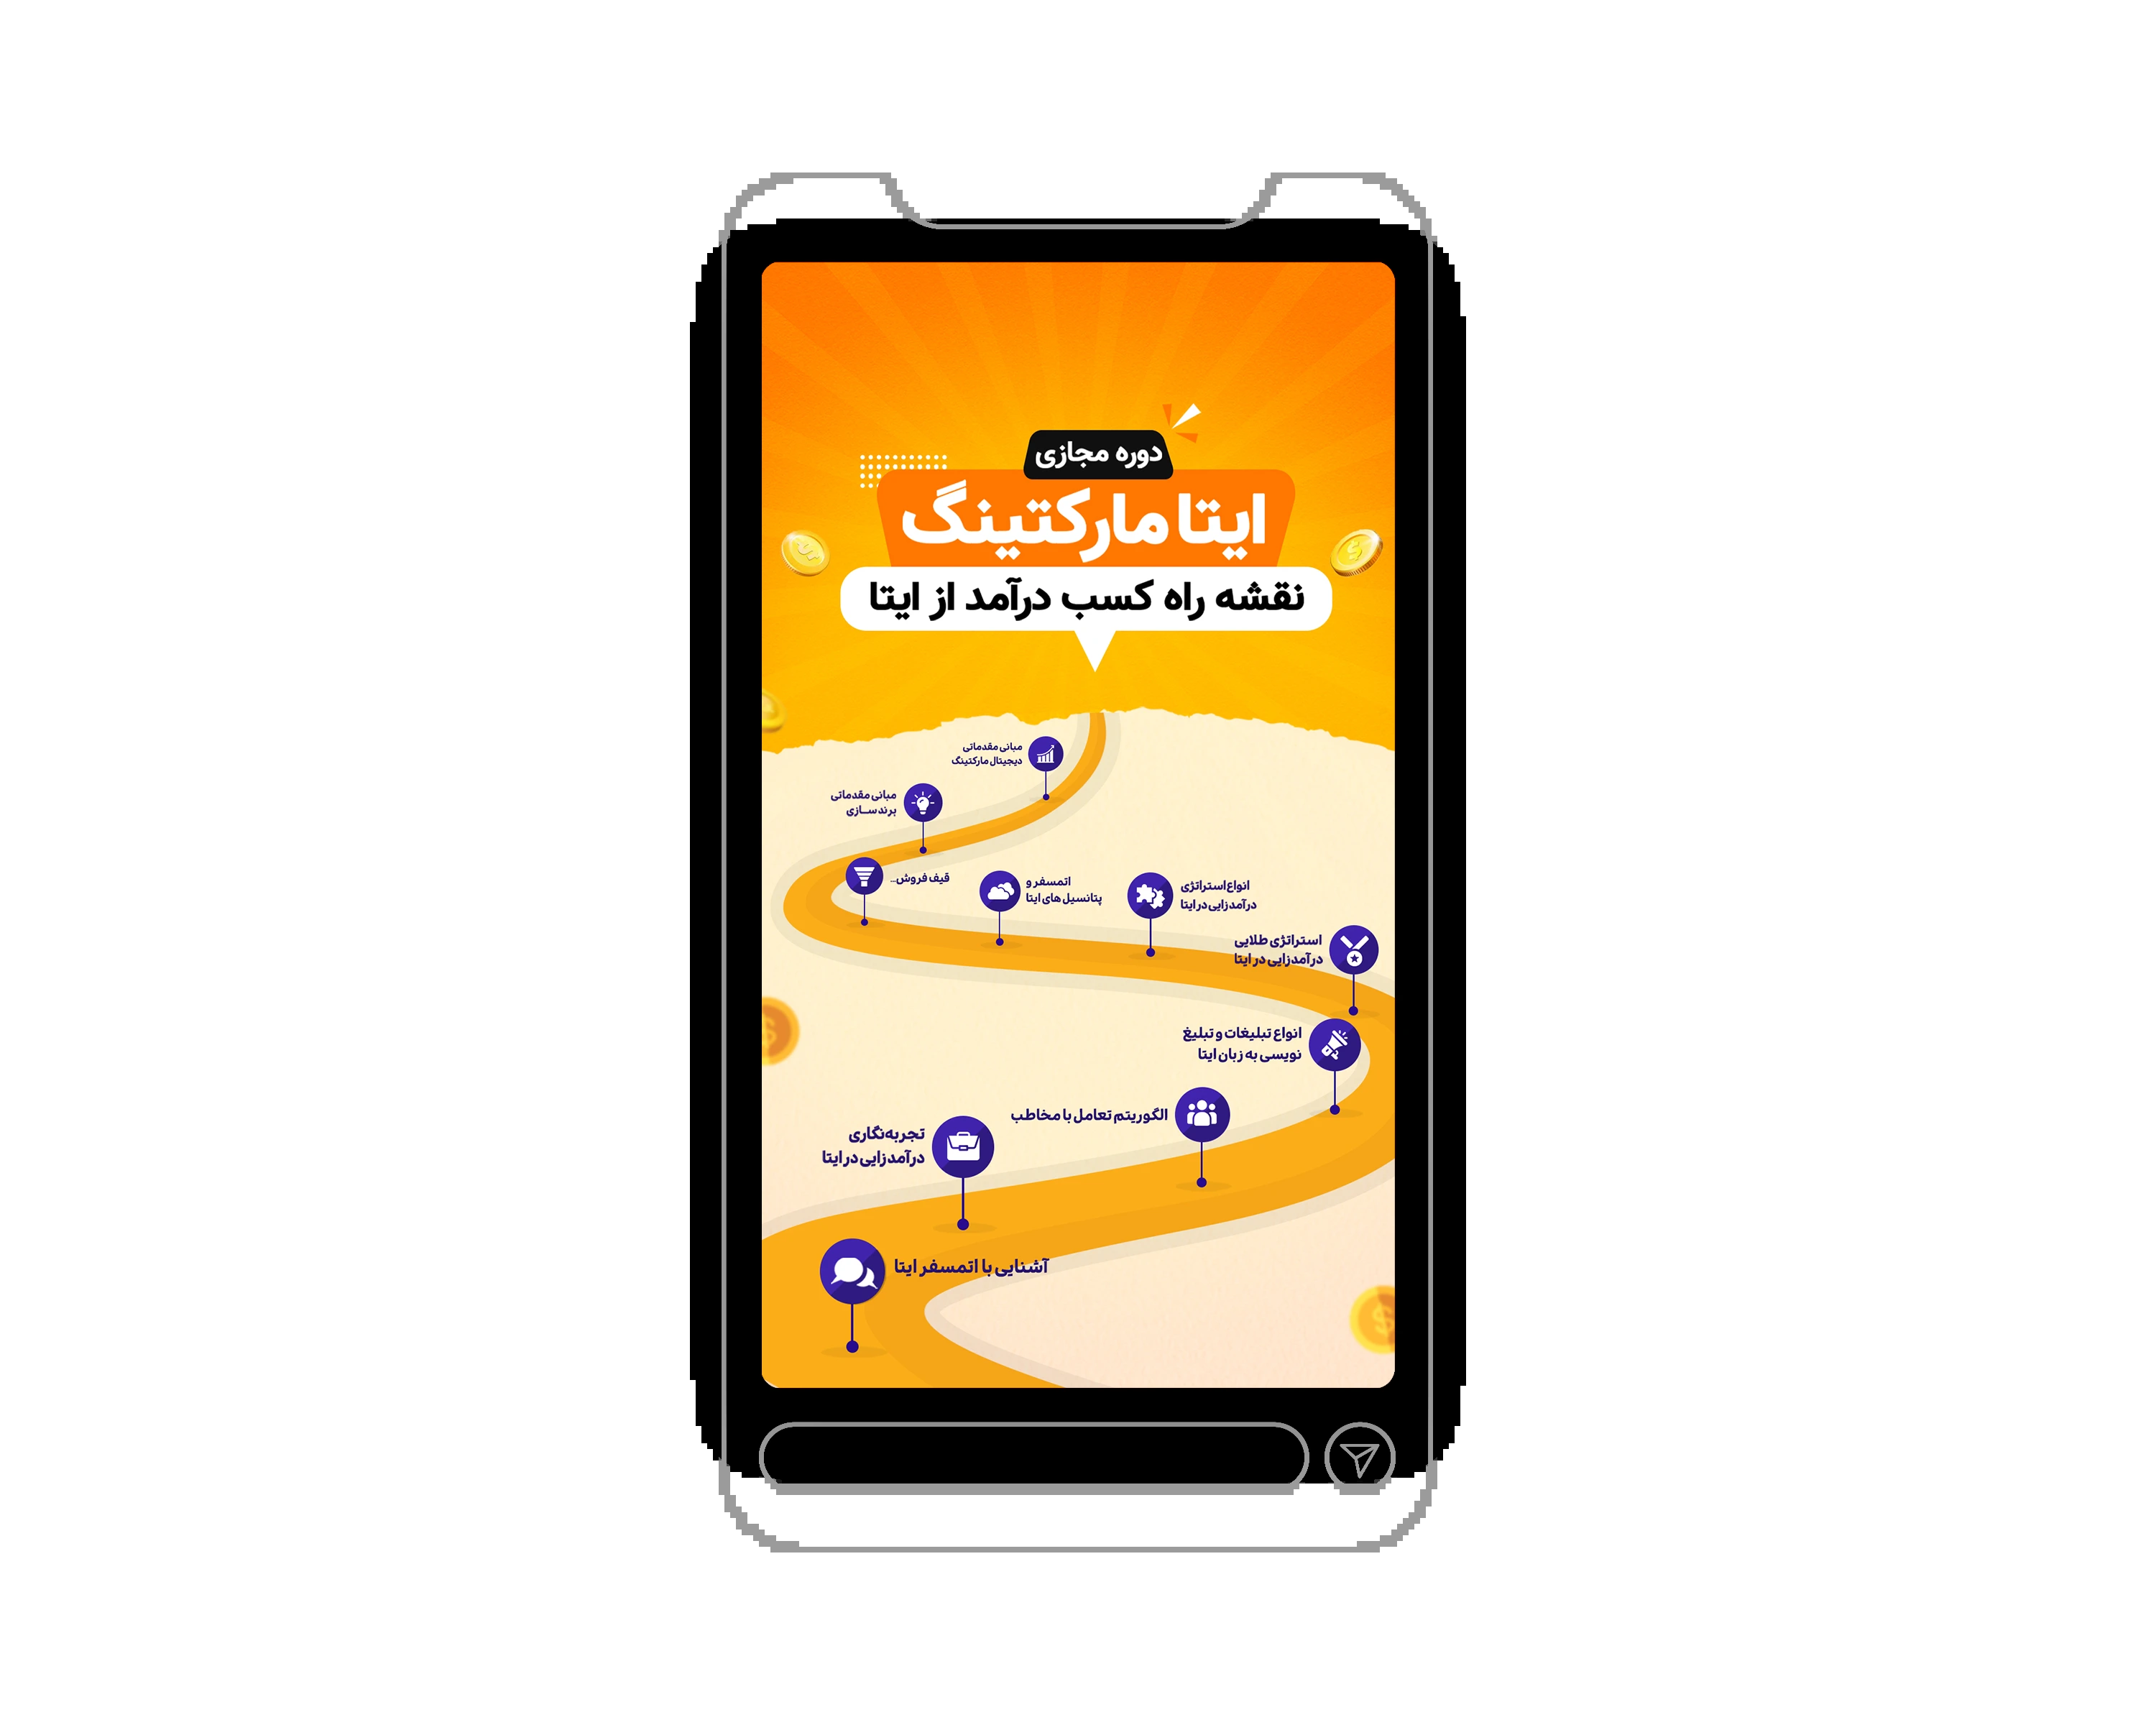 دوره مجازی
ایتا مارکتینگ
نقشه راه کسب درآمد از ایتا
مبانی مقدماتی
دیجیتال مارکتینگ
مبانی مقدماتی
برندســازی
قیف فروش...
اتمسفر و
پتانسیل های ایتا
انواع استراتژی
درآمدزایی در ایتا
استراتژی طلایی
درآمدزایی در ایتا
انواع تبلیغات و تبلیغ
نویسی به زبان ایتا
الگوریتم تعامل با مخاطب
تجربه‌نگاری
درآمدزایی در ایتا
آشنایی با اتمسفر ایتا